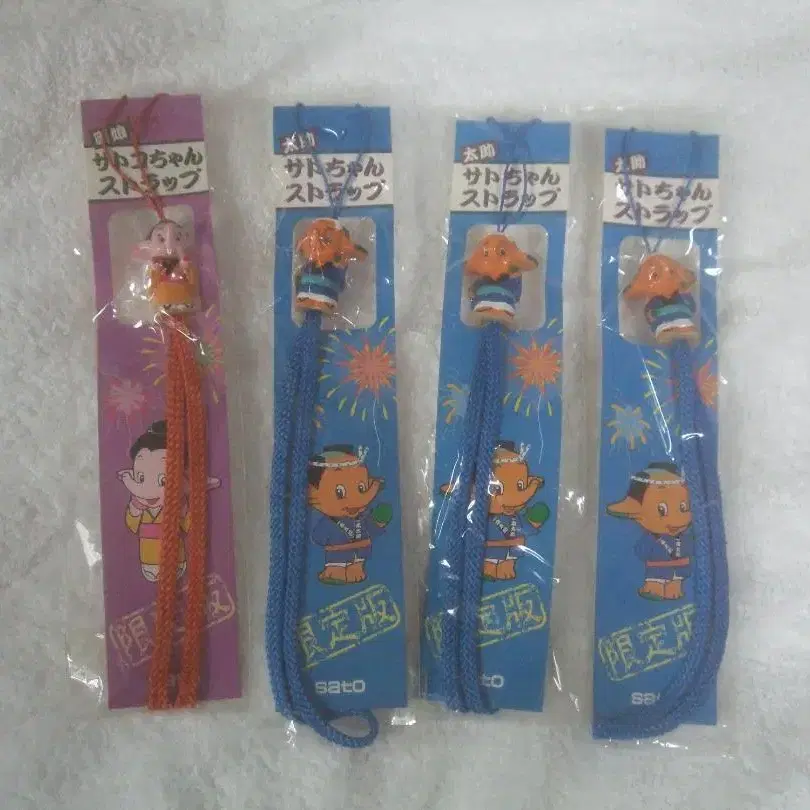 サトコちゃん
ストラップ
限定版
sato
太助
サトちゃん
ストラップ
限定版
sato
太助
サトちゃん
ストラップ
限定版
太助
サトちゃん
ストラップ
限定版